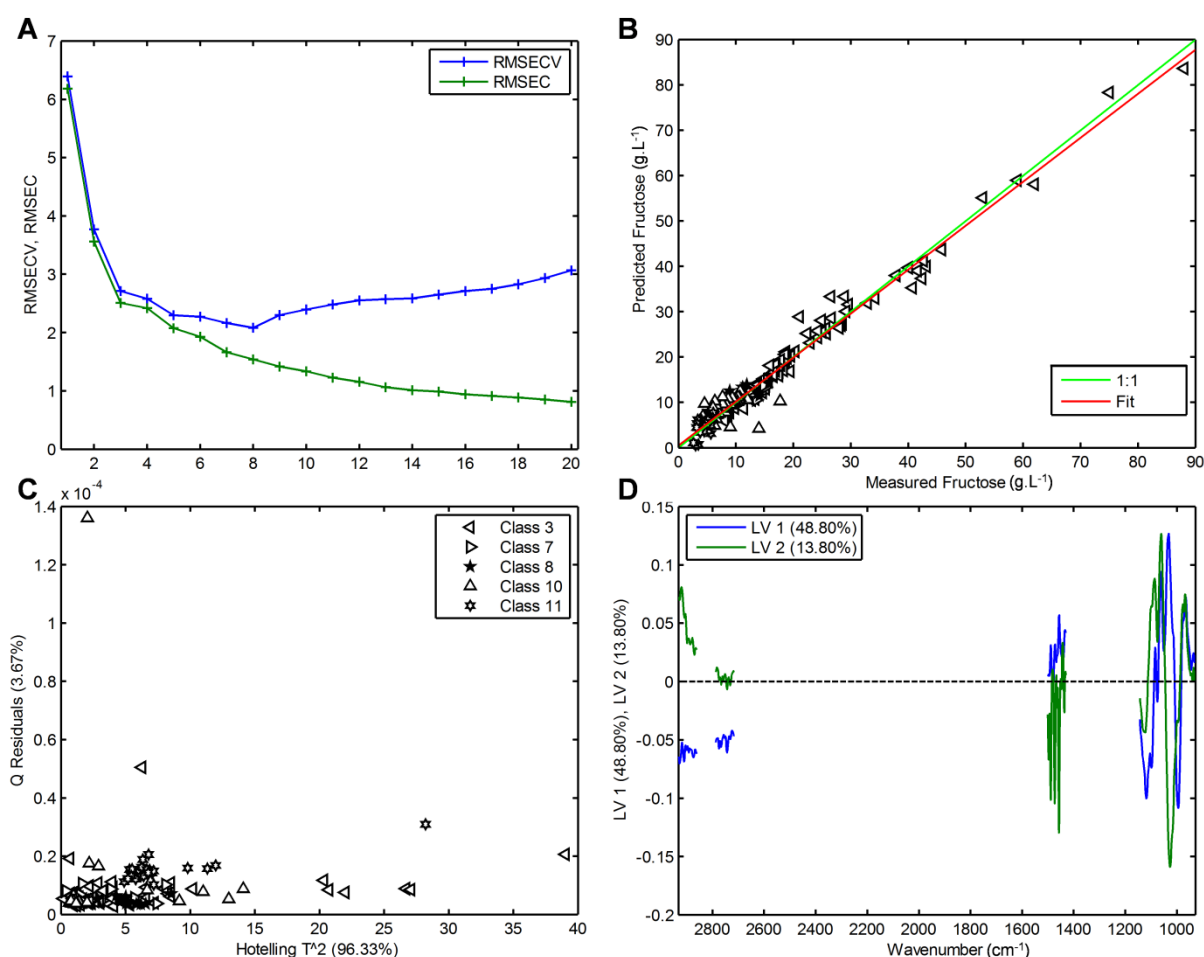 A
7
6
5
4
3
2
1
0
2 4 6 8 10 12 14 16 18 20
RMSECV, RMSEC
RMSECV
RMSEC
B
90
80
70
60
50
40
30
20
10
0
0 10 20 30 40 50 60 70 80 90
Predicted Fructose (g.L⁻¹)
Measured Fructose (g.L⁻¹)
1:1
Fit
C
x 10⁻⁴
1.4
1.2
1
0.8
0.6
0.4
0.2
0
0 5 10 15 20 25 30 35 40
Q Residuals (3.67%)
Hotelling T^2 (96.33%)
Class 3
Class 7
Class 8
Class 10
Class 11
D
0.15
0.1
0.05
0
-0.05
-0.1
-0.15
-0.2
2800 2600 2400 2200 2000 1800 1600 1400 1200 1000
LV 1 (48.80%), LV 2 (13.80%)
Wavenumber (cm⁻¹)
LV 1 (48.80%)
LV 2 (13.80%)